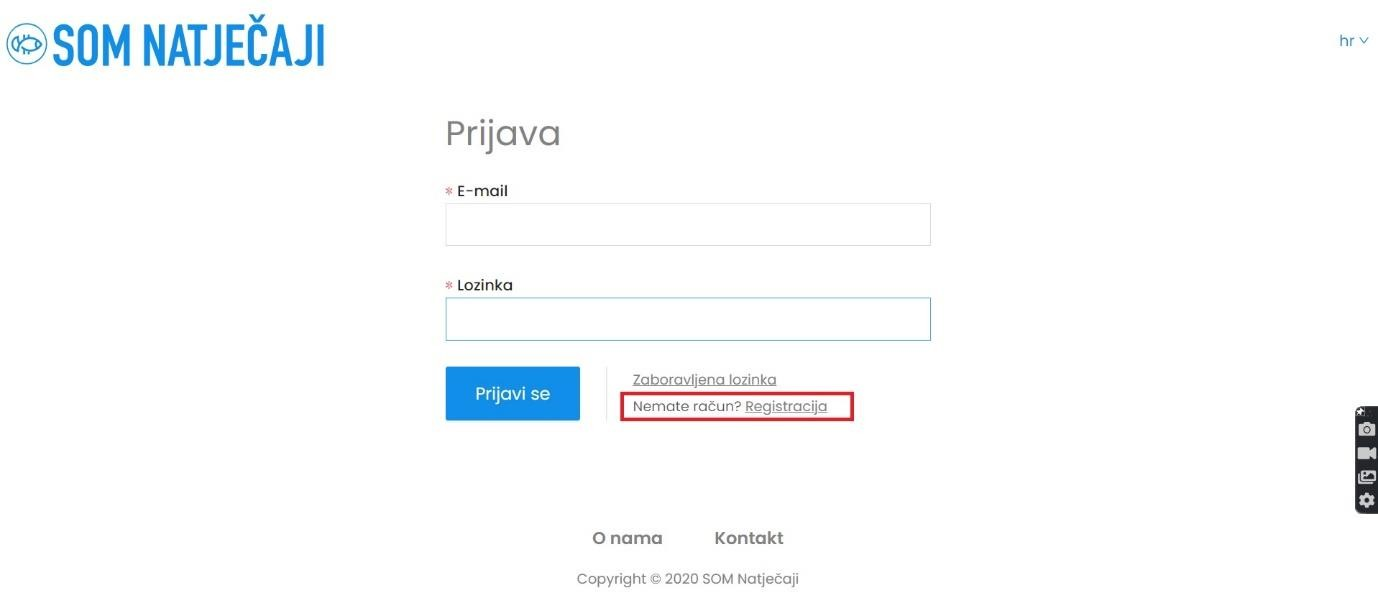 SOM NATJEČAJI
hr
Prijava
* E-mail
* Lozinka
Prijavi se
Zaboravljena lozinka
Nemate račun? Registracija
O nama Kontakt
Copyright © 2020 SOM Natječaji